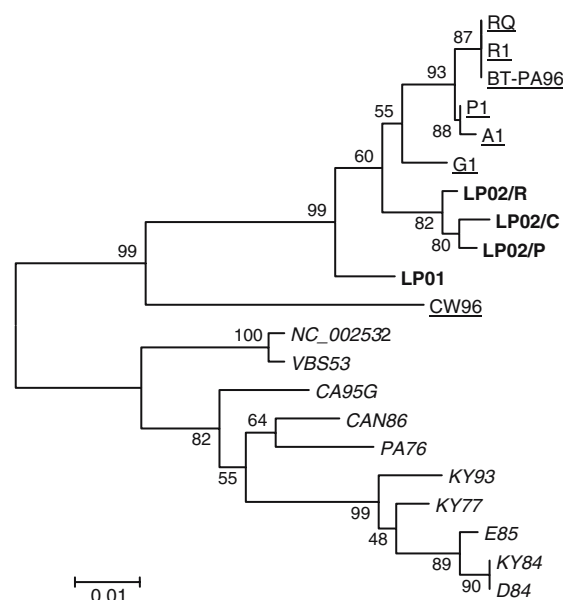 RQ
87
R1
93
BT-PA96
P1
55
88
A1
60
G1
LP02/R
99
82
LP02/C
80
LP02/P
99
LP01
CW96
100
NC_002532
VBS53
CA95G
64
CAN86
82
PA76
55
KY93
99
KY77
48
E85
89
KY84
90
D84
0.01